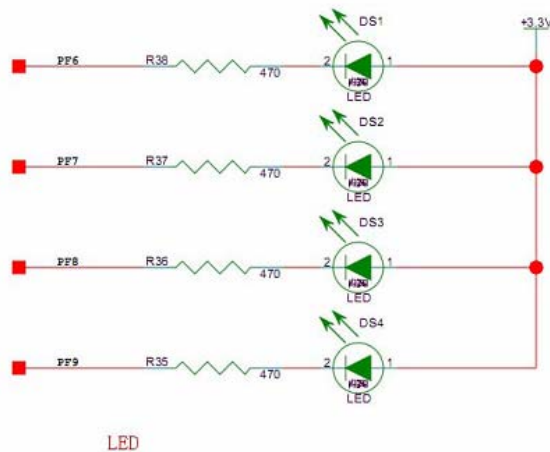 DS1
+3.3V
PF6 R38 470 2 1
LED
DS2
PF7 R37 470 2 1
LED
DS3
PF8 R36 470 2 1
LED
DS4
PF9 R35 470 2 1
LED
LED